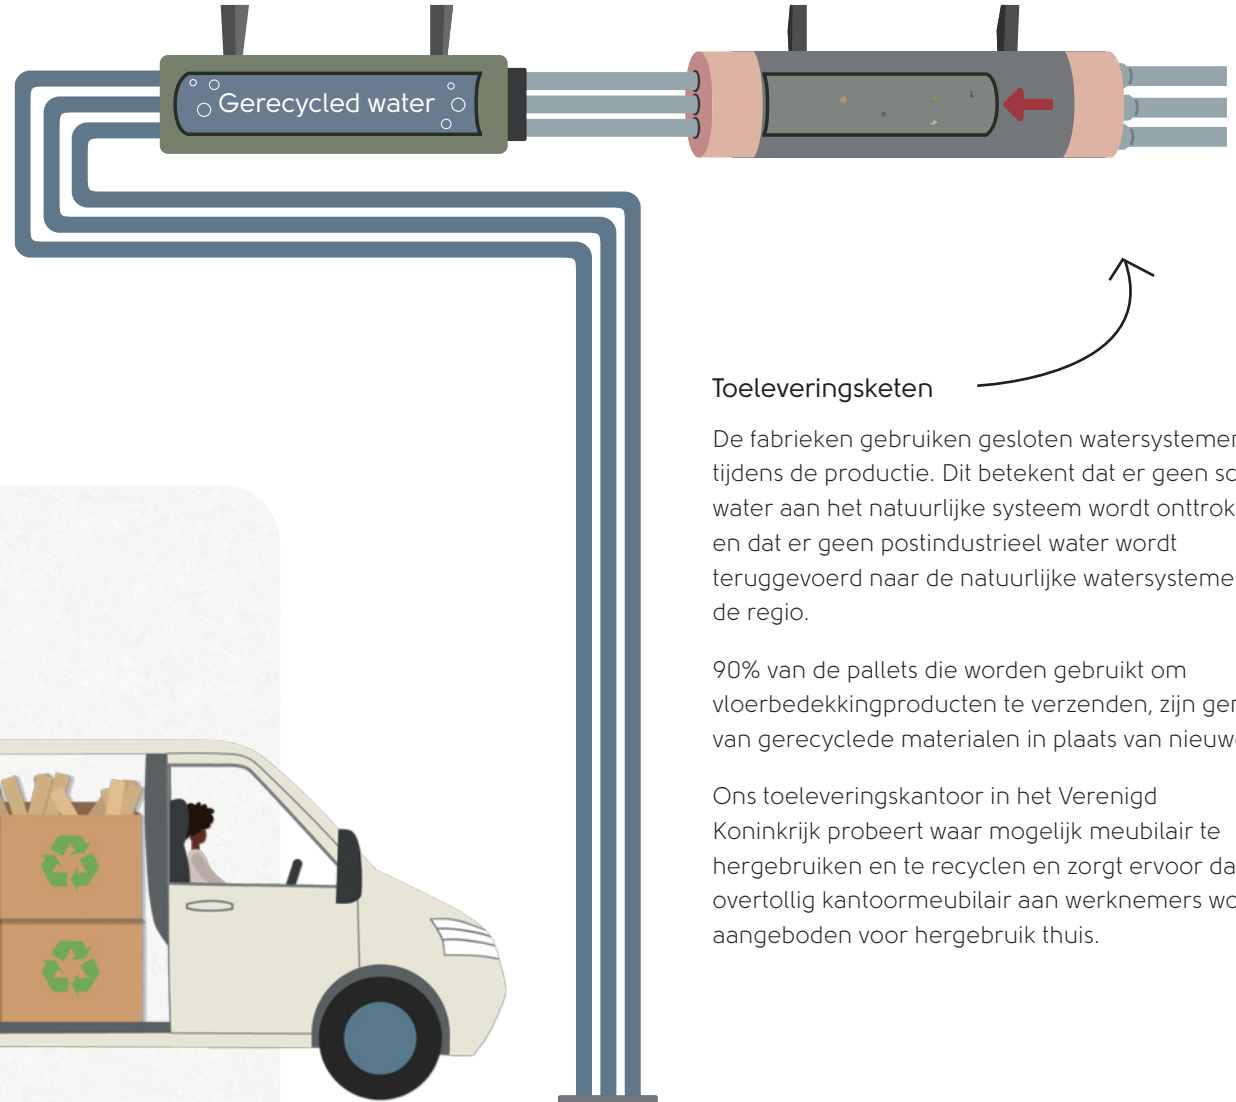 Gerecycled water
Toeleveringsketen
De fabrieken gebruiken gesloten watersystemen
tijdens de productie. Dit betekent dat er geen
water aan het natuurlijke systeem wordt
en dat er geen postindustrieel water wordt
teruggevoerd naar de natuurlijke
de regio.
90% van de pallets die worden gebruikt om
vloerbedekkingproducten te verzenden, zijn
van gerecyclede materialen in plaats van
Ons toeleveringskantoor in het Verenigd
Koninkrijk probeert waar mogelijk meubilair te
hergebruiken en te recyclen en zorgt ervoor
overtollig kantoormeubilair aan werknemers
aangeboden voor hergebruik thuis.